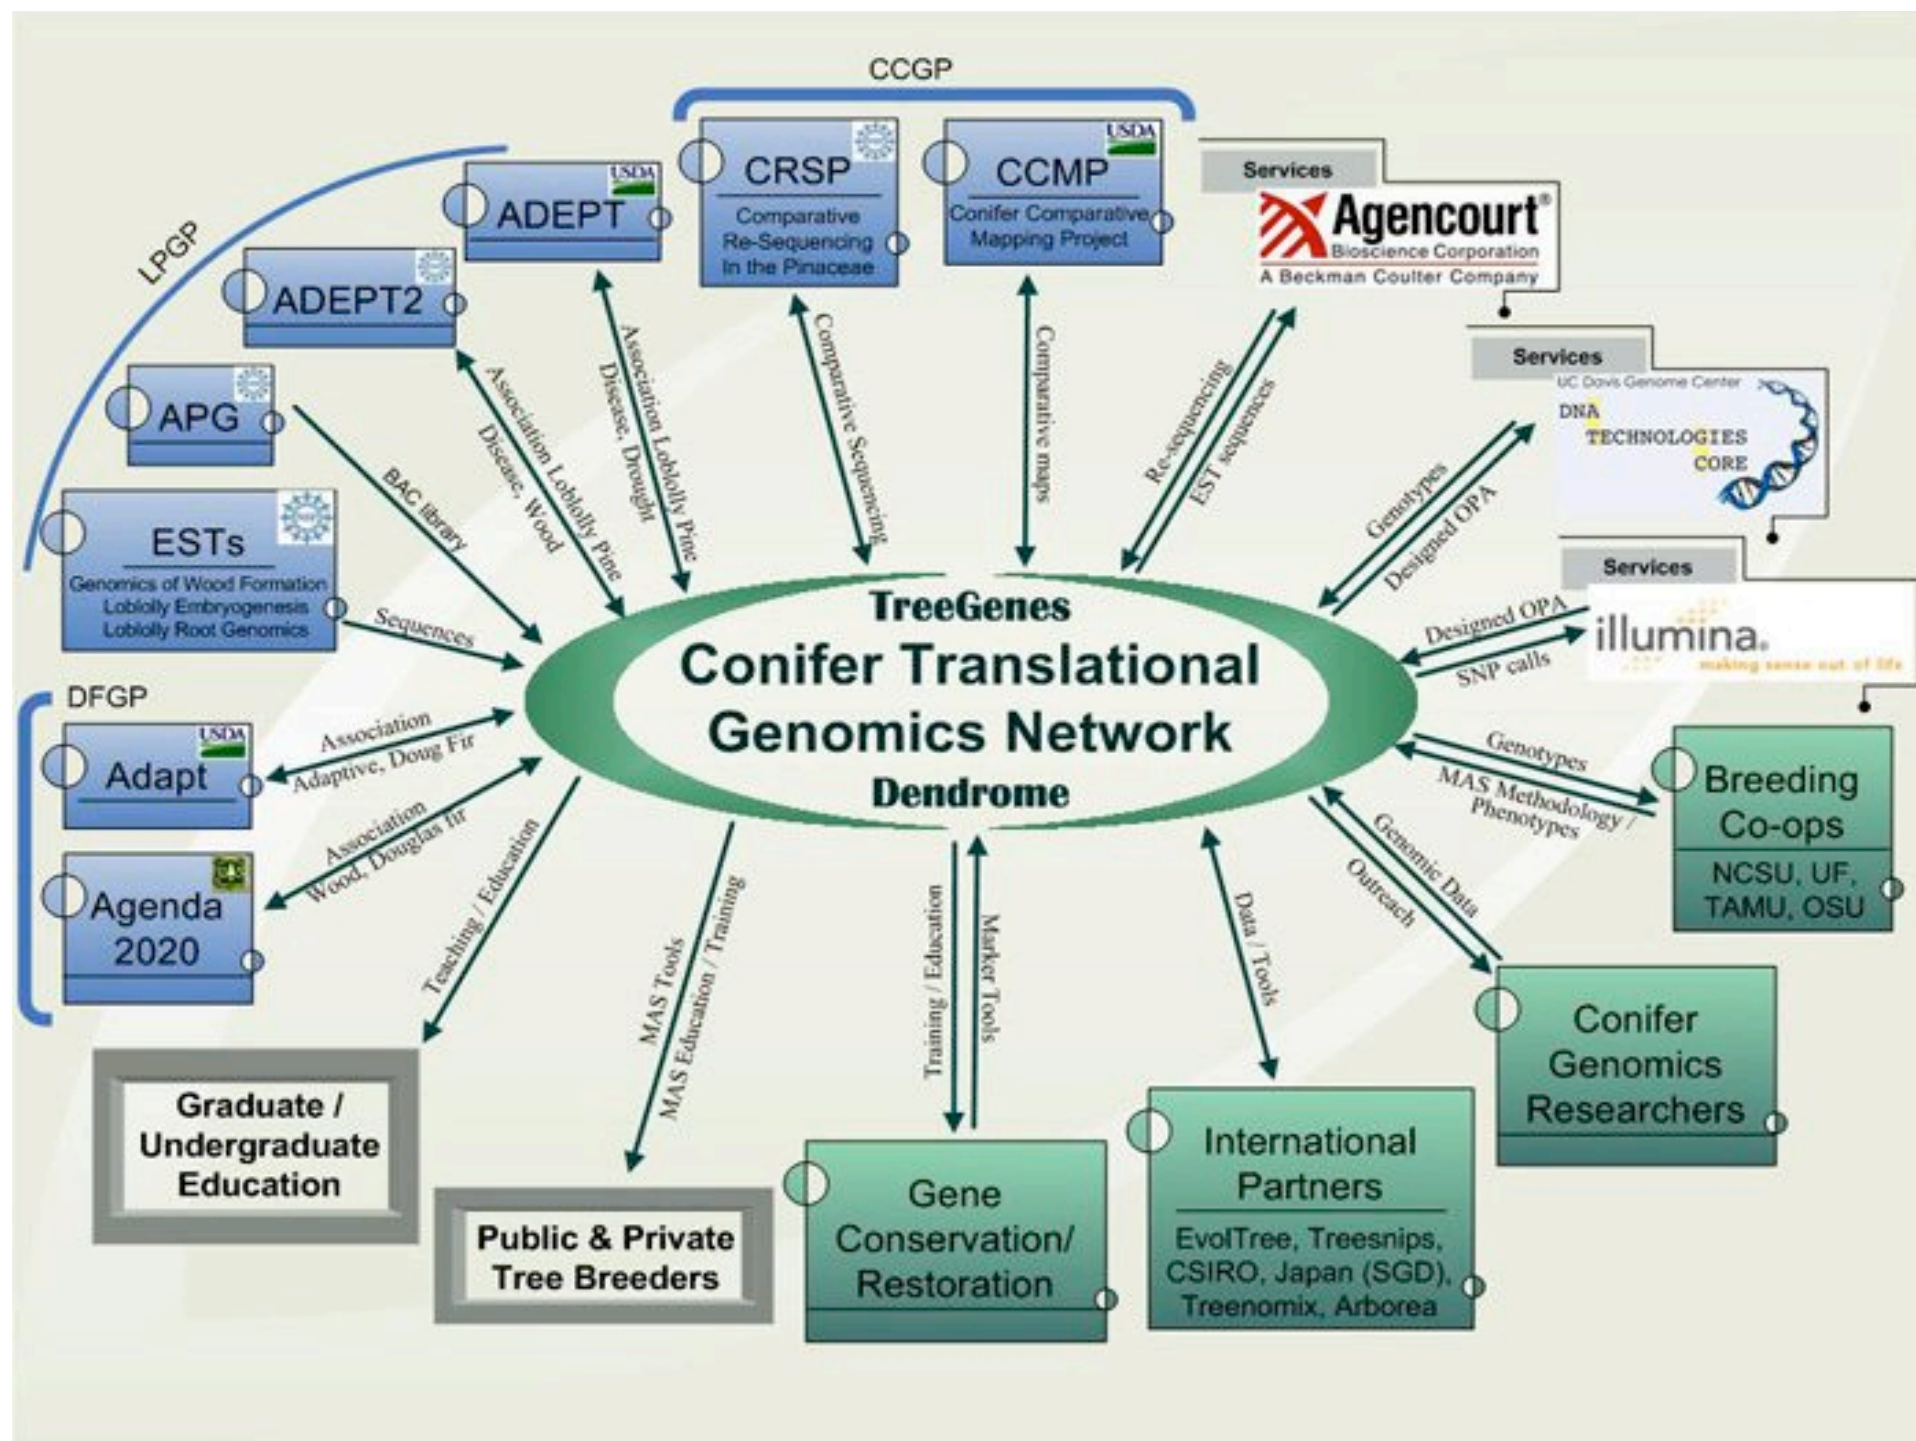 CCGP
LPGP
DFGP
CRSP
Comparative
Re-Sequencing
In the Pinaceae
USDA
CCMP
Conifer Comparative
Mapping Project
USDA
ADEPT
ADEPT2
APG
ESTs
Genomics of Wood Formation
Loblolly Embryogenesis
Loblolly Root Genomics
USDA
Adapt
Agenda
2020
Services
Agencourt®
Bioscience Corporation
A Beckman Coulter Company
Services
UC Davis Genome Center
DNA
TECHNOLOGIES
CORE
Services
illumina®
making sense out of life
Association Loblolly Pine
Disease, Drought
Association Loblolly Pine
Disease, Wood
BAC library
Sequences
Association
Adaptive, Doug Fir
Association
Wood, Douglas fir
Comparative Sequencing
Comparative maps
Re-sequencing
EST sequences
Genotypes
Designed OPA
Designed OPA
SNP calls
Genotypes
MAS Methodology /
Phenotypes
Genomic Data
Outreach
Data / Tools
Marker Tools
Training / Education
MAS Tools
MAS Education / Training
Teaching / Education
TreeGenes
Conifer Translational
Genomics Network
Dendrome
Breeding
Co-ops
NCSU, UF,
TAMU, OSU
Conifer
Genomics
Researchers
International
Partners
EvolTree, Treesnips,
CSIRO, Japan (SGD),
Treenomix, Arborea
Gene
Conservation/
Restoration
Public & Private
Tree Breeders
Graduate /
Undergraduate
Education